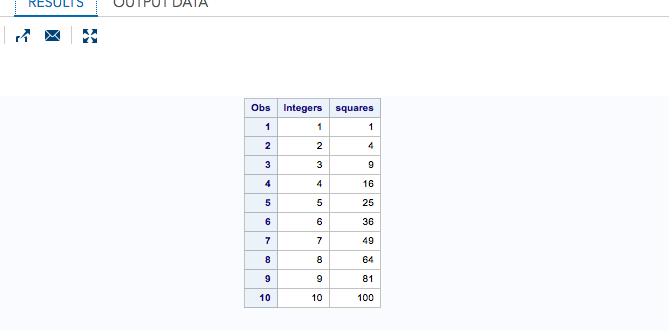 RESULTS OUTPUT DATA
Obs Integers squares
1 1 1
2 2 4
3 3 9
4 4 16
5 5 25
6 6 36
7 7 49
8 8 64
9 9 81
10 10 100